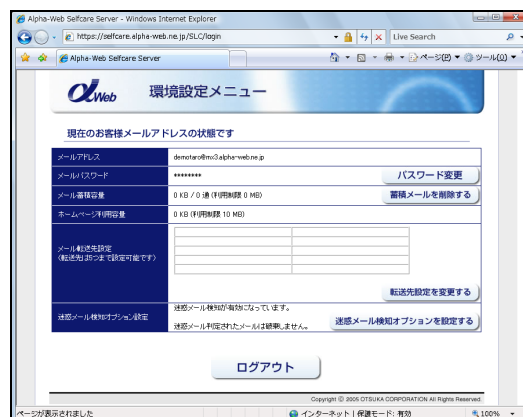 Alpha-Web Selfcare Server - Windows Internet Explorer
https://selfcare.alpha-web.ne.jp/SLC/login
Live Search
Alpha-Web Selfcare Server
ページ(P) ツール(O)
αWeb 環境設定メニュー
現在のお客様メールアドレスの状態です
メールアドレス demotaro@mx3.alpha-web.ne.jp
メールパスワード ******** パスワード変更
メール蓄積容量 0 KB / 0 通 (利用制限 0 MB) 蓄積メールを削除する
ホームページ利用容量 0 KB (利用制限 10 MB)
メール転送先設定
(転送先は5つまで設定可能です)
転送先設定を変更する
迷惑メール検知オプション設定
迷惑メール検知が有効になっています。
迷惑メール判定されたメールは破棄しません。
迷惑メール検知オプションを設定する
ログアウト
Copyright © 2005 OTSUKA CORPORATION All Rights Reserved.
ページが表示されました インターネット | 保護モード: 有効 100%